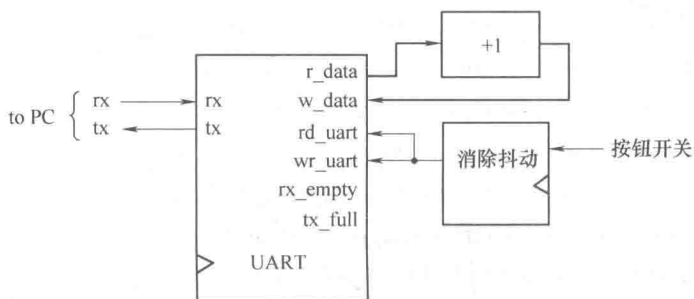 +1
r_data
w_data
to PC
rx
rx
tx
tx
rd_uart
wr_uart
消除抖动
按钮开关
rx_empty
tx_full
UART